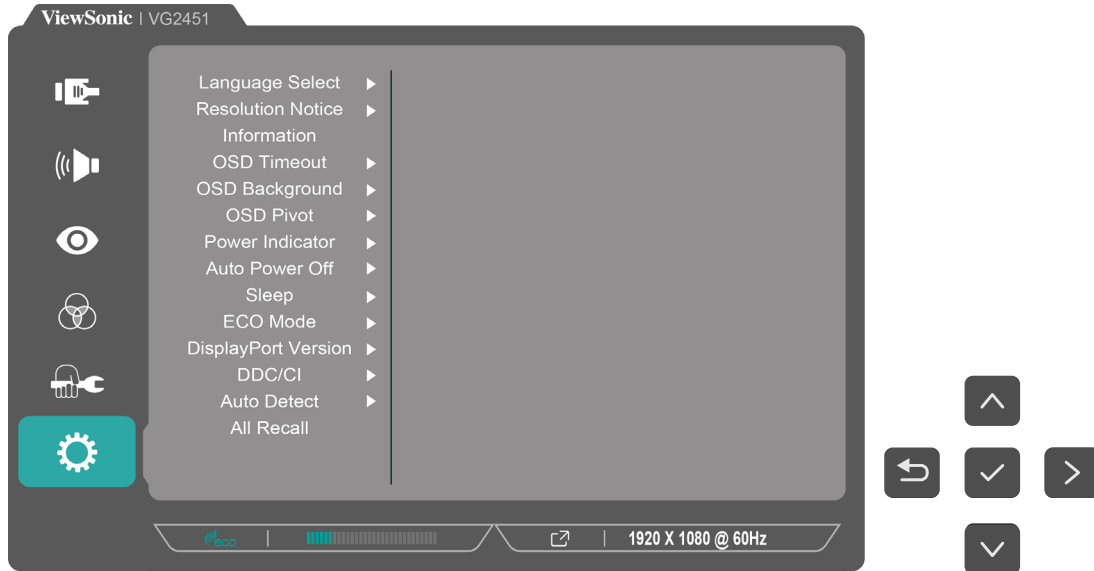 ViewSonic | VG2451
Language Select
Resolution Notice
Information
OSD Timeout
OSD Background
OSD Pivot
Power Indicator
Auto Power Off
Sleep
ECO Mode
DisplayPort Version
DDC/CI
Auto Detect
All Recall
eco | | 1920 X 1080 @ 60Hz